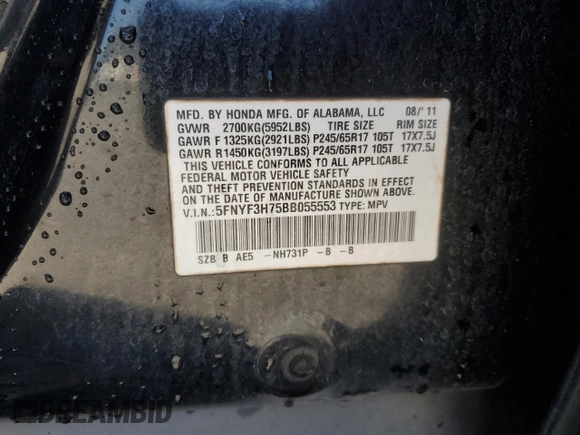 MFD. BY HONDA MFG. OF ALABAMA, LLC 08/'11
GVWR 2700KG(5952LBS) TIRE SIZE RIM SIZE
GAWR F 1325KG(2921LBS) P245/65R17 105T 17X7.5J
GAWR R 1450KG(3197LBS) P245/65R17 105T 17X7.5J
THIS VEHICLE CONFORMS TO ALL APPLICABLE
FEDERAL MOTOR VEHICLE SAFETY
AND THEFT PREVENTION STANDARDS IN EFFECT
ON THE DATE OF MANUFACTURE SHOWN ABOVE.
V.I.N.:5FNYF3H75BB055553 TYPE: MPV
SZB B AE5 -NH731P -B -B
DREAMBID